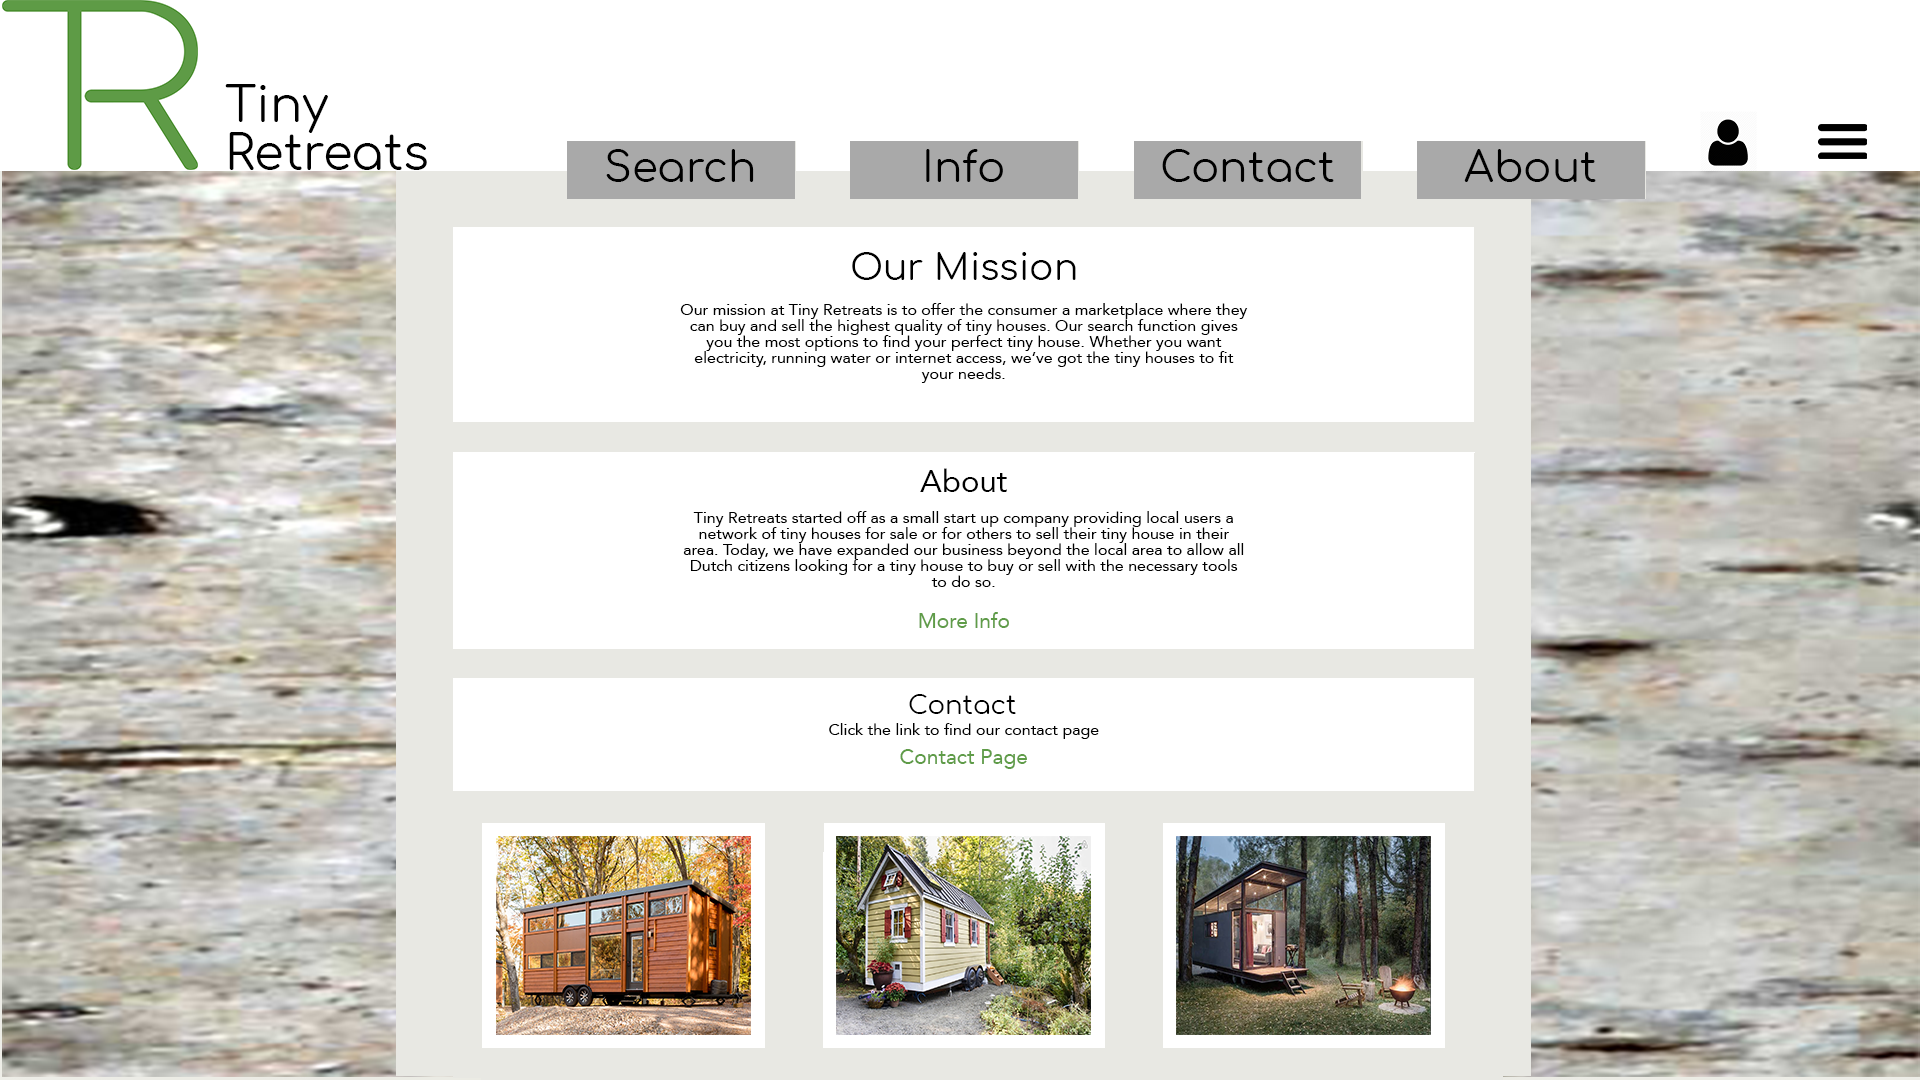 TR
Tiny
Retreats
Search Info Contact About
Our Mission
Our mission at Tiny Retreats is to offer the consumer a marketplace where they
can buy and sell the highest quality of tiny houses. Our search function gives
you the most options to find your perfect tiny house. Whether you want
electricity, running water or internet access, we’ve got the tiny houses to fit
your needs.
About
Tiny Retreats started off as a small start up company providing local users a
network of tiny houses for sale or for others to sell their tiny house in their
area. Today, we have expanded our business beyond the local area to allow all
Dutch citizens looking for a tiny house to buy or sell with the necessary tools
to do so.
More Info
Contact
Click the link to find our contact page
Contact Page